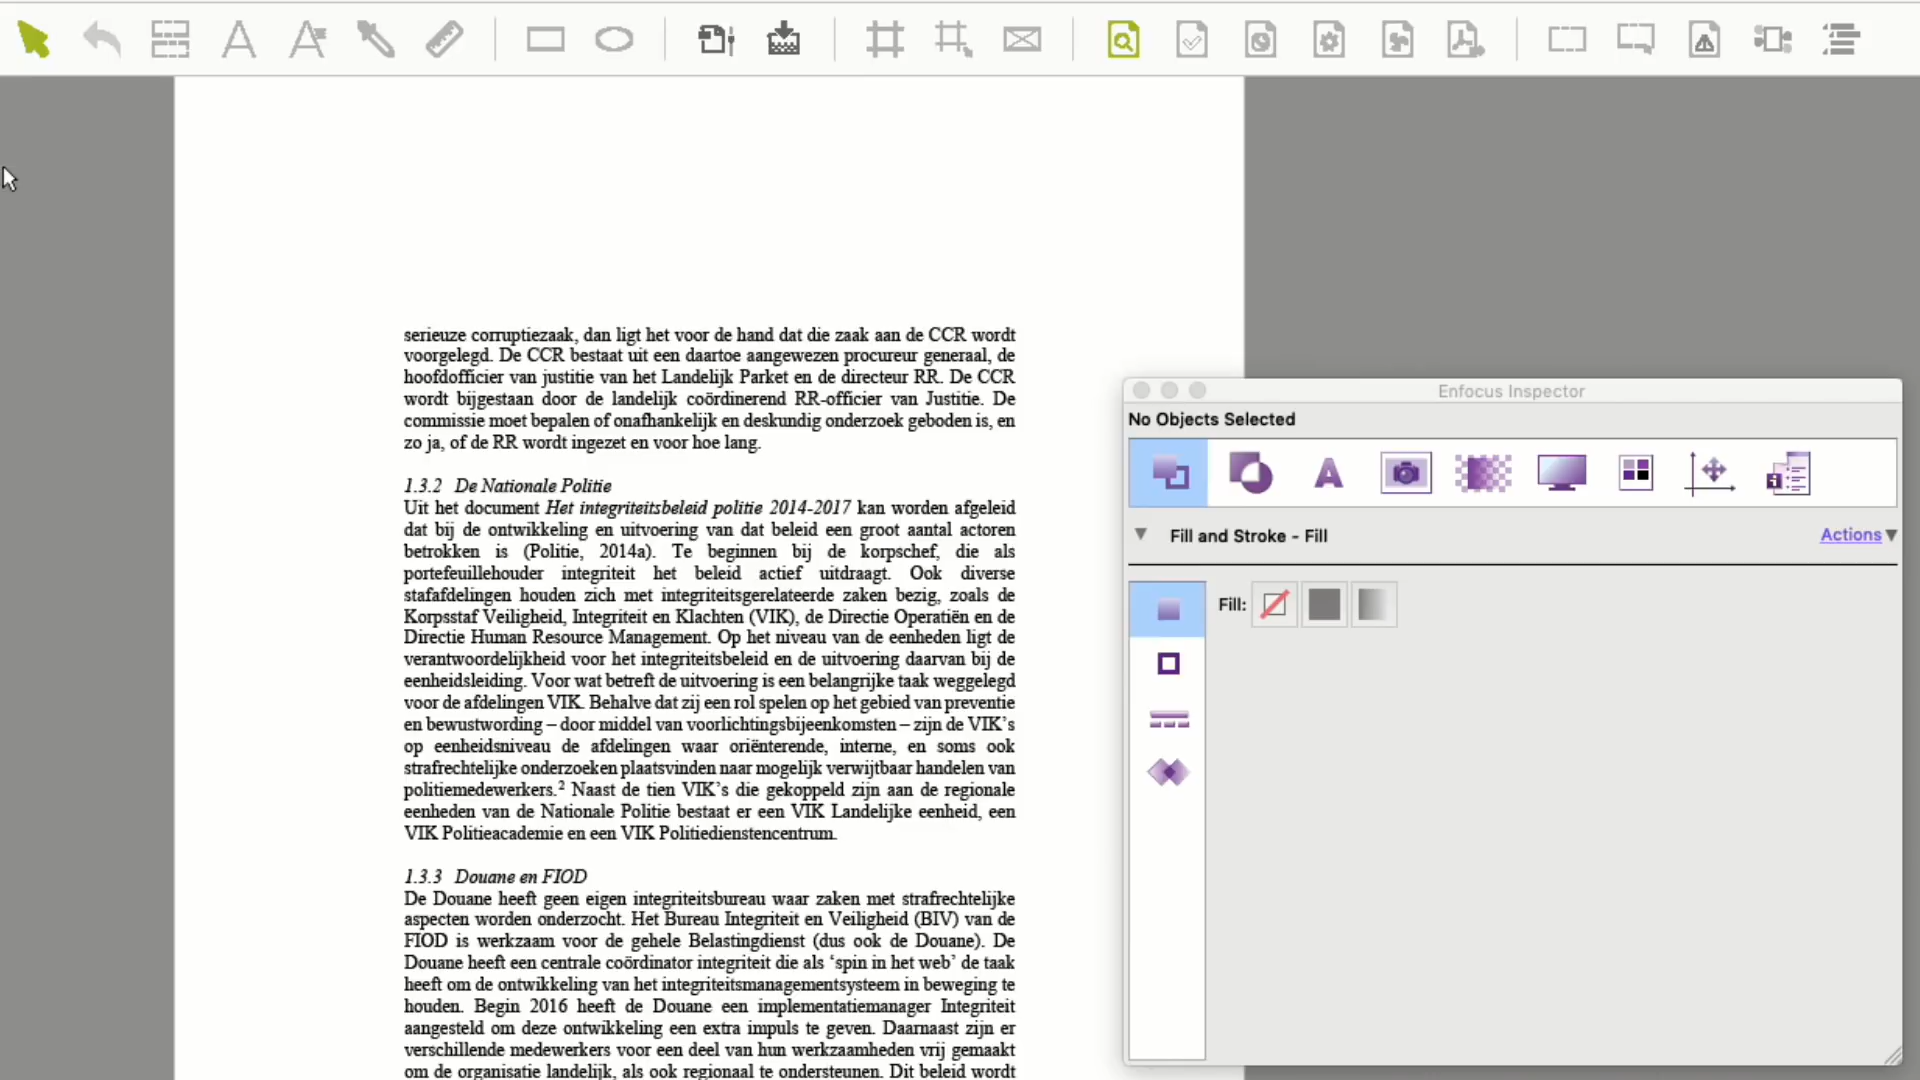 serieuze corruptiezaak, dan ligt het voor de hand dat die zaak aan de CCR wordt
voorgelegd. De CCR bestaat uit een daartoe aangewezen procureur generaal, de
hoofdofficier van justitie van het Landelijk Parket en de directeur RR. De CCR
wordt bijgestaan door de landelijk coördinerend RR-officier van Justitie. De
commissie moet bepalen of onafhankelijk en deskundig onderzoek geboden is, en
zo ja, of de RR wordt ingezet en voor hoe lang.
1.3.2 De Nationale Politie
Uit het document Het integriteitsbeleid politie 2014-2017 kan worden afgeleid
dat bij de ontwikkeling en uitvoering van dat beleid een groot aantal actoren
betrokken is (Politie, 2014a). Te beginnen bij de korpschef, die als
portefeuillehouder integriteit het beleid actief uitdraagt. Ook diverse
stafafdelingen houden zich met integriteitsgerelateerde zaken bezig, zoals de
Korpsstaf Veiligheid, Integriteit en Klachten (VIK), de Directie Operatiën en de
Directie Human Resource Management. Op het niveau van de eenheden ligt de
verantwoordelijkheid voor het integriteitsbeleid en de uitvoering daarvan bij de
eenheidsleiding. Voor wat betreft de uitvoering is een belangrijke taak weggelegd
voor de afdelingen VIK. Behalve dat zij een rol spelen op het gebied van preventie
en bewustwording – door middel van voorlichtingsbijeenkomsten – zijn de VIK’s
op eenheidsniveau de afdelingen waar oriënterende, interne, en soms ook
strafrechtelijke onderzoeken plaatsvinden naar mogelijk verwijtbaar handelen van
politiemedewerkers.² Naast de tien VIK’s die gekoppeld zijn aan de regionale
eenheden van de Nationale Politie bestaat er een VIK Landelijke eenheid, een
VIK Politieacademie en een VIK Politiedienstencentrum.
1.3.3 Douane en FIOD
De Douane heeft geen eigen integriteitsbureau waar zaken met strafrechtelijke
aspecten worden onderzocht. Het Bureau Integriteit en Veiligheid (BIV) van de
FIOD is werkzaam voor de gehele Belastingdienst (dus ook de Douane). De
Douane heeft een centrale coördinator integriteit die als ‘spin in het web’ de taak
heeft om de ontwikkeling van het integriteitsmanagementsysteem in beweging te
houden. Begin 2016 heeft de Douane een implementatiemanager Integriteit
aangesteld om deze ontwikkeling een extra impuls te geven. Daarnaast zijn er
verschillende medewerkers voor een deel van hun werkzaamheden vrij gemaakt
om de organisatie landelijk, als ook regionaal te ondersteunen. Dit beleid wordt
Enfocus Inspector
No Objects Selected
Fill and Stroke - Fill
Actions
Fill: